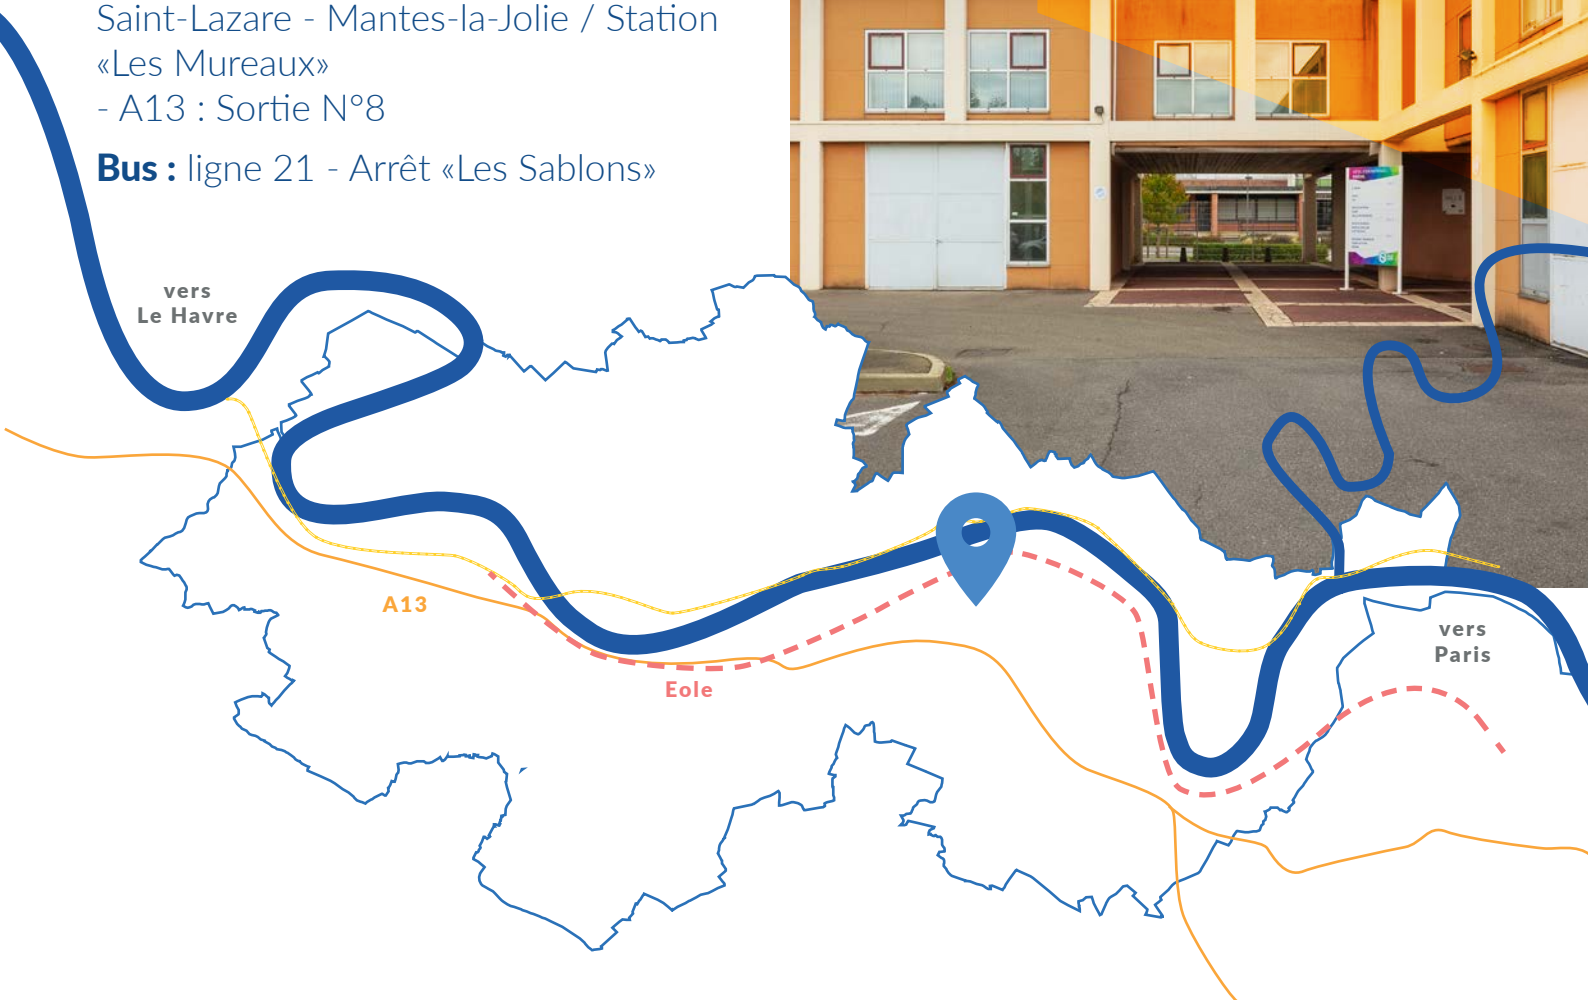 Saint-Lazare - Mantes-la-Jolie / Station
«Les Mureaux»
- A13 : Sortie N°8
Bus : ligne 21 - Arrêt «Les Sablons»
vers
Le Havre
A13
Eole
vers
Paris